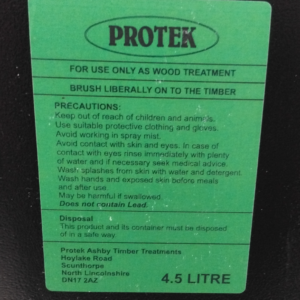 PROTEK
FOR USE ONLY AS WOOD TREATMENT
BRUSH LIBERALLY ON TO THE TIMBER
PRECAUTIONS:
Keep out of reach of children and animals.
Use suitable protective clothing and gloves.
Avoid working in spray mist.
Avoid contact with skin and eyes. In case of
contact with eyes rinse immediately with plenty
of water and if necessary seek medical advice.
Wash splashes from skin with water and detergent.
Wash hands and exposed skin before meals
and after use.
May be harmful if swallowed.
Does not contain Lead.
Disposal
This product and its container must be disposed
of in a safe way.
Protek Ashby Timber Treatments
Hoylake Road
Scunthorpe
North Lincolnshire
DN17 2AZ
4.5 LITRE